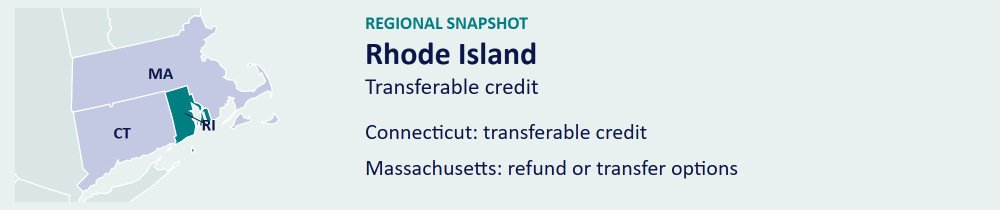 MA
CT
RI
REGIONAL SNAPSHOT
Rhode Island
Transferable credit
Connecticut: transferable credit
Massachusetts: refund or transfer options